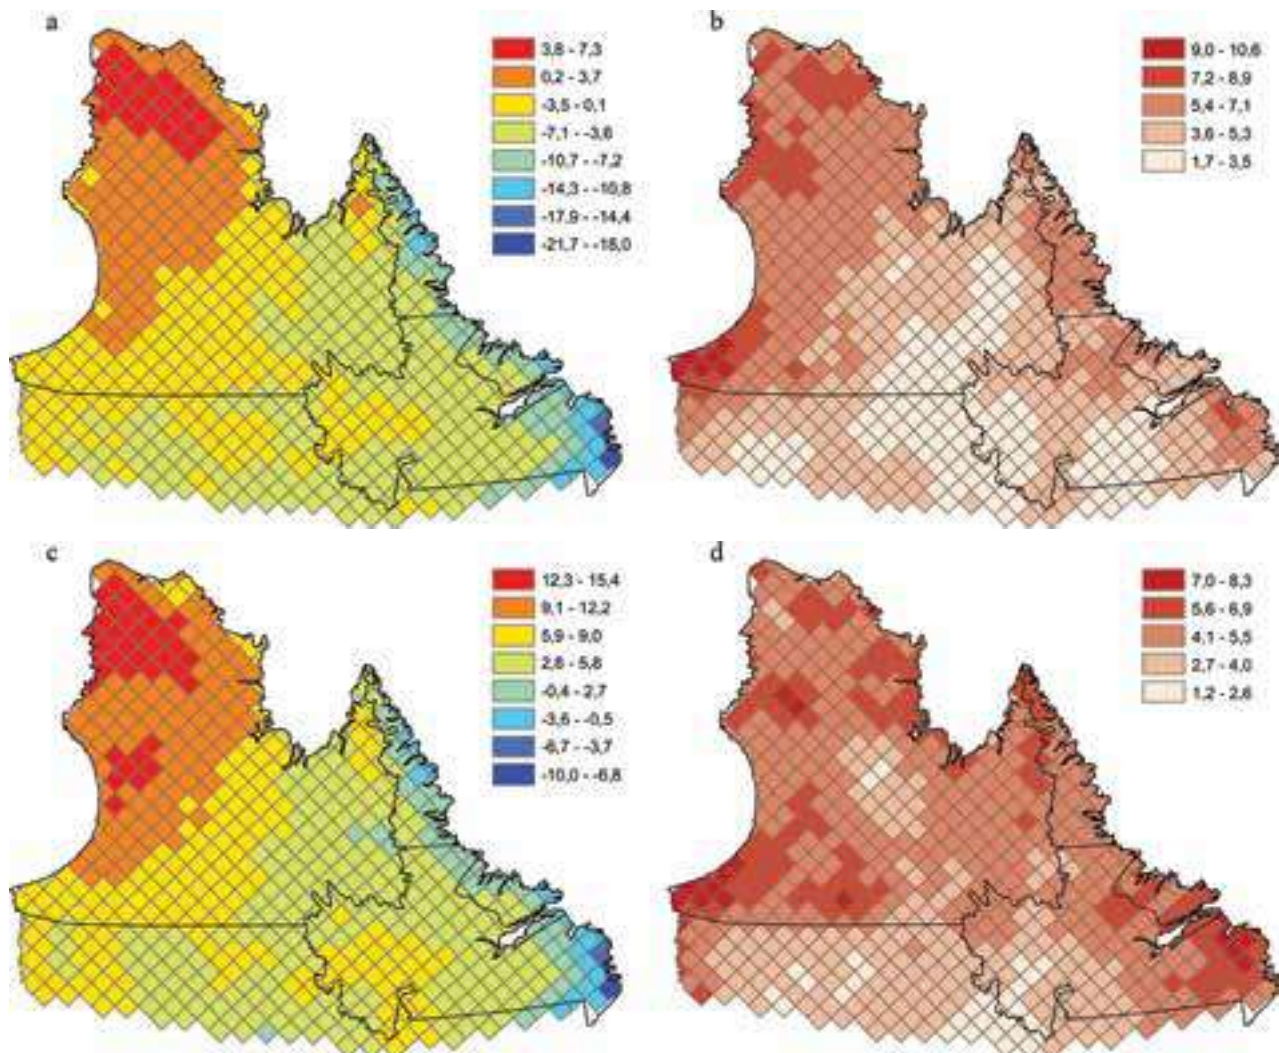 a
3,8 - 7,3
0,2 - 3,7
-3,5 - 0,1
-7,1 - -3,6
-10,7 - -7,2
-14,3 - -10,8
-17,9 - -14,4
-21,7 - -18,0
b
9,0 - 10,6
7,2 - 8,9
5,4 - 7,1
3,6 - 5,3
1,7 - 3,5
c
12,3 - 15,4
9,1 - 12,2
5,9 - 9,0
2,8 - 5,8
-0,4 - 2,7
-3,6 - -0,5
-6,7 - -3,7
-10,0 - -6,8
d
7,0 - 8,3
5,6 - 6,9
4,1 - 5,5
2,7 - 4,0
1,2 - 2,6